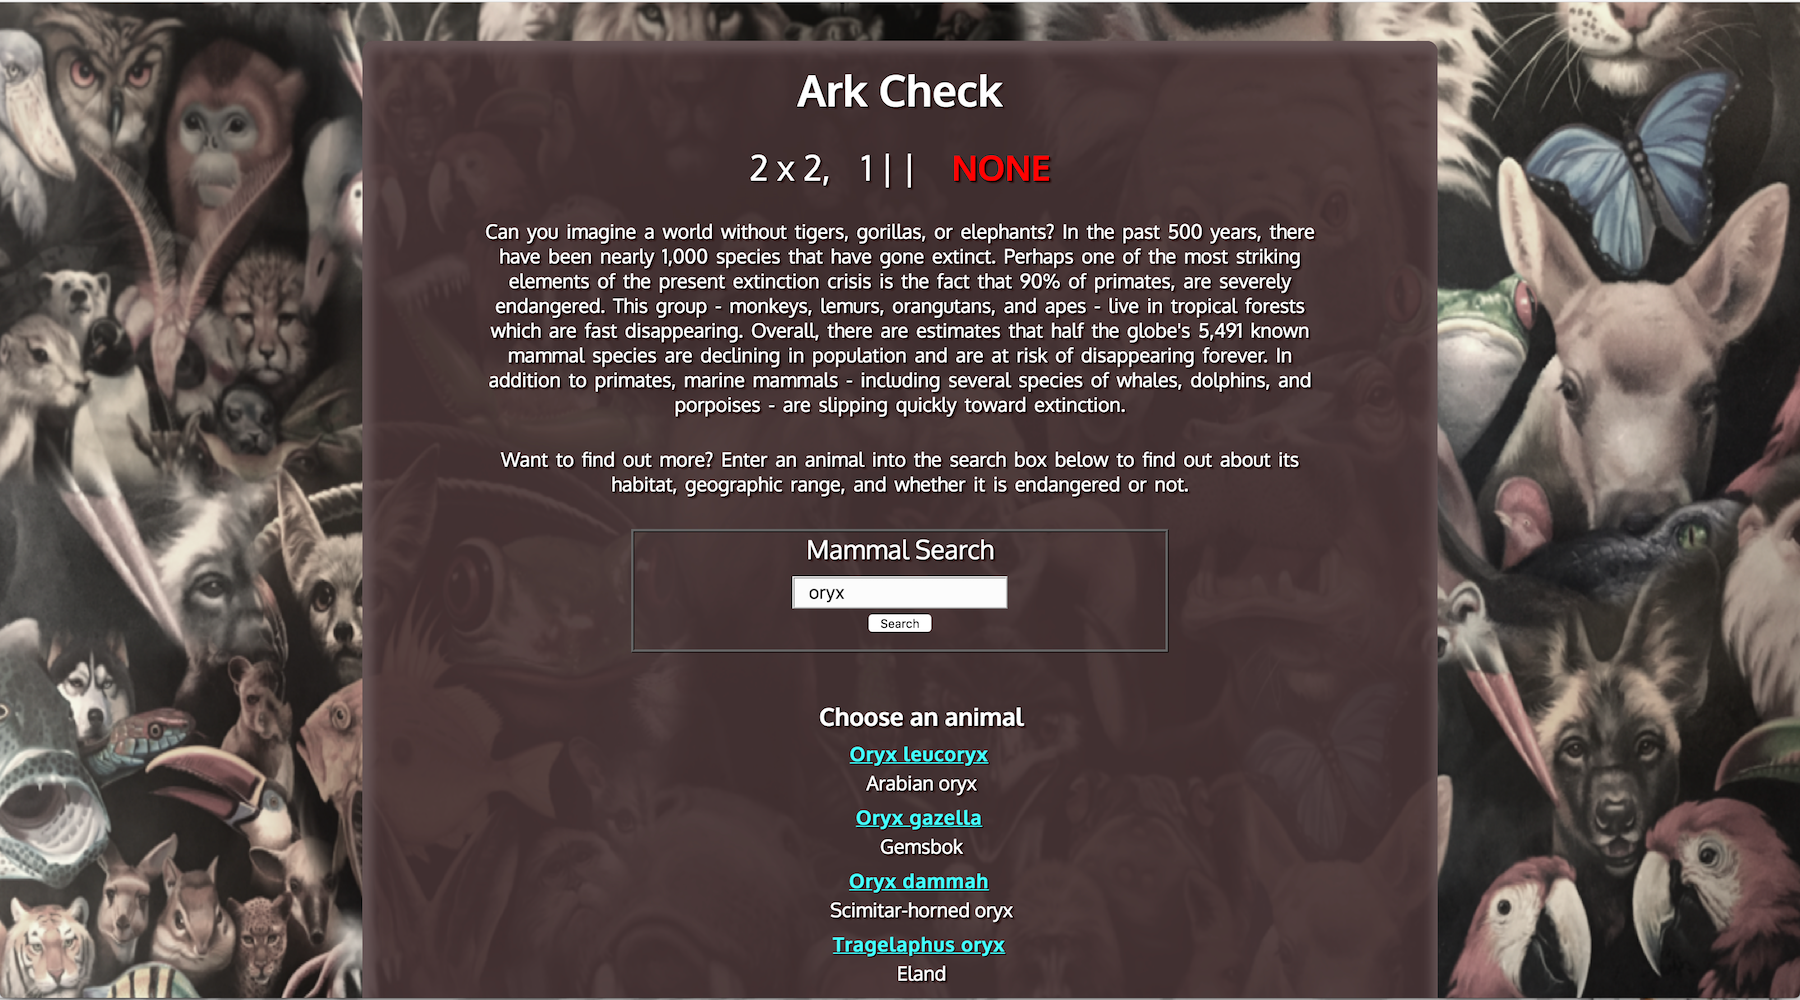 Ark Check
2 x 2,   1 | |   NONE
Can you imagine a world without tigers, gorillas, or elephants? In the past 500 years, there
have been nearly 1,000 species that have gone extinct. Perhaps one of the most striking
elements of the present extinction crisis is the fact that 90% of primates, are severely
endangered. This group - monkeys, lemurs, orangutans, and apes - live in tropical forests
which are fast disappearing. Overall, there are estimates that half the globe's 5,491 known
mammal species are declining in population and are at risk of disappearing forever. In
addition to primates, marine mammals - including several species of whales, dolphins, and
porpoises - are slipping quickly toward extinction.
Want to find out more? Enter an animal into the search box below to find out about its
habitat, geographic range, and whether it is endangered or not.
Mammal Search
oryx
Search
Choose an animal
Oryx leucoryx
Arabian oryx
Oryx gazella
Gemsbok
Oryx dammah
Scimitar-horned oryx
Tragelaphus oryx
Eland